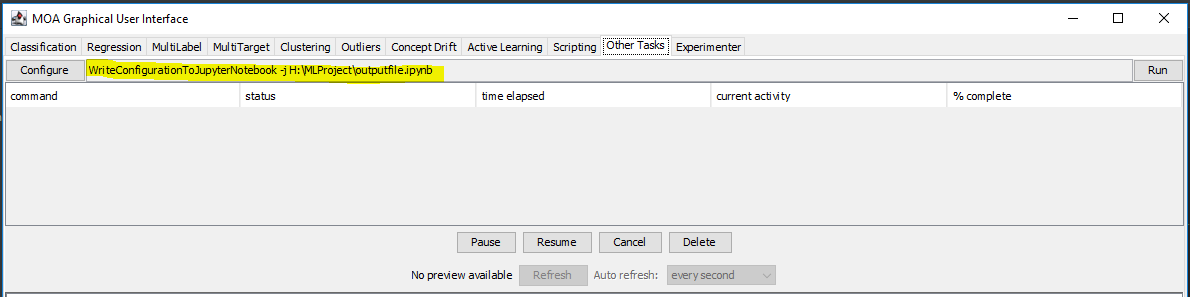 MOA Graphical User Interface
Classification Regression MultiLabel MultiTarget Clustering Outliers Concept Drift Active Learning Scripting Other Tasks Experimenter
Configure WriteConfigurationToJupyterNotebook -j H:\MLProject\outputfile.ipynb Run
command status time elapsed current activity % complete
Pause Resume Cancel Delete
No preview available Refresh Auto refresh: every second